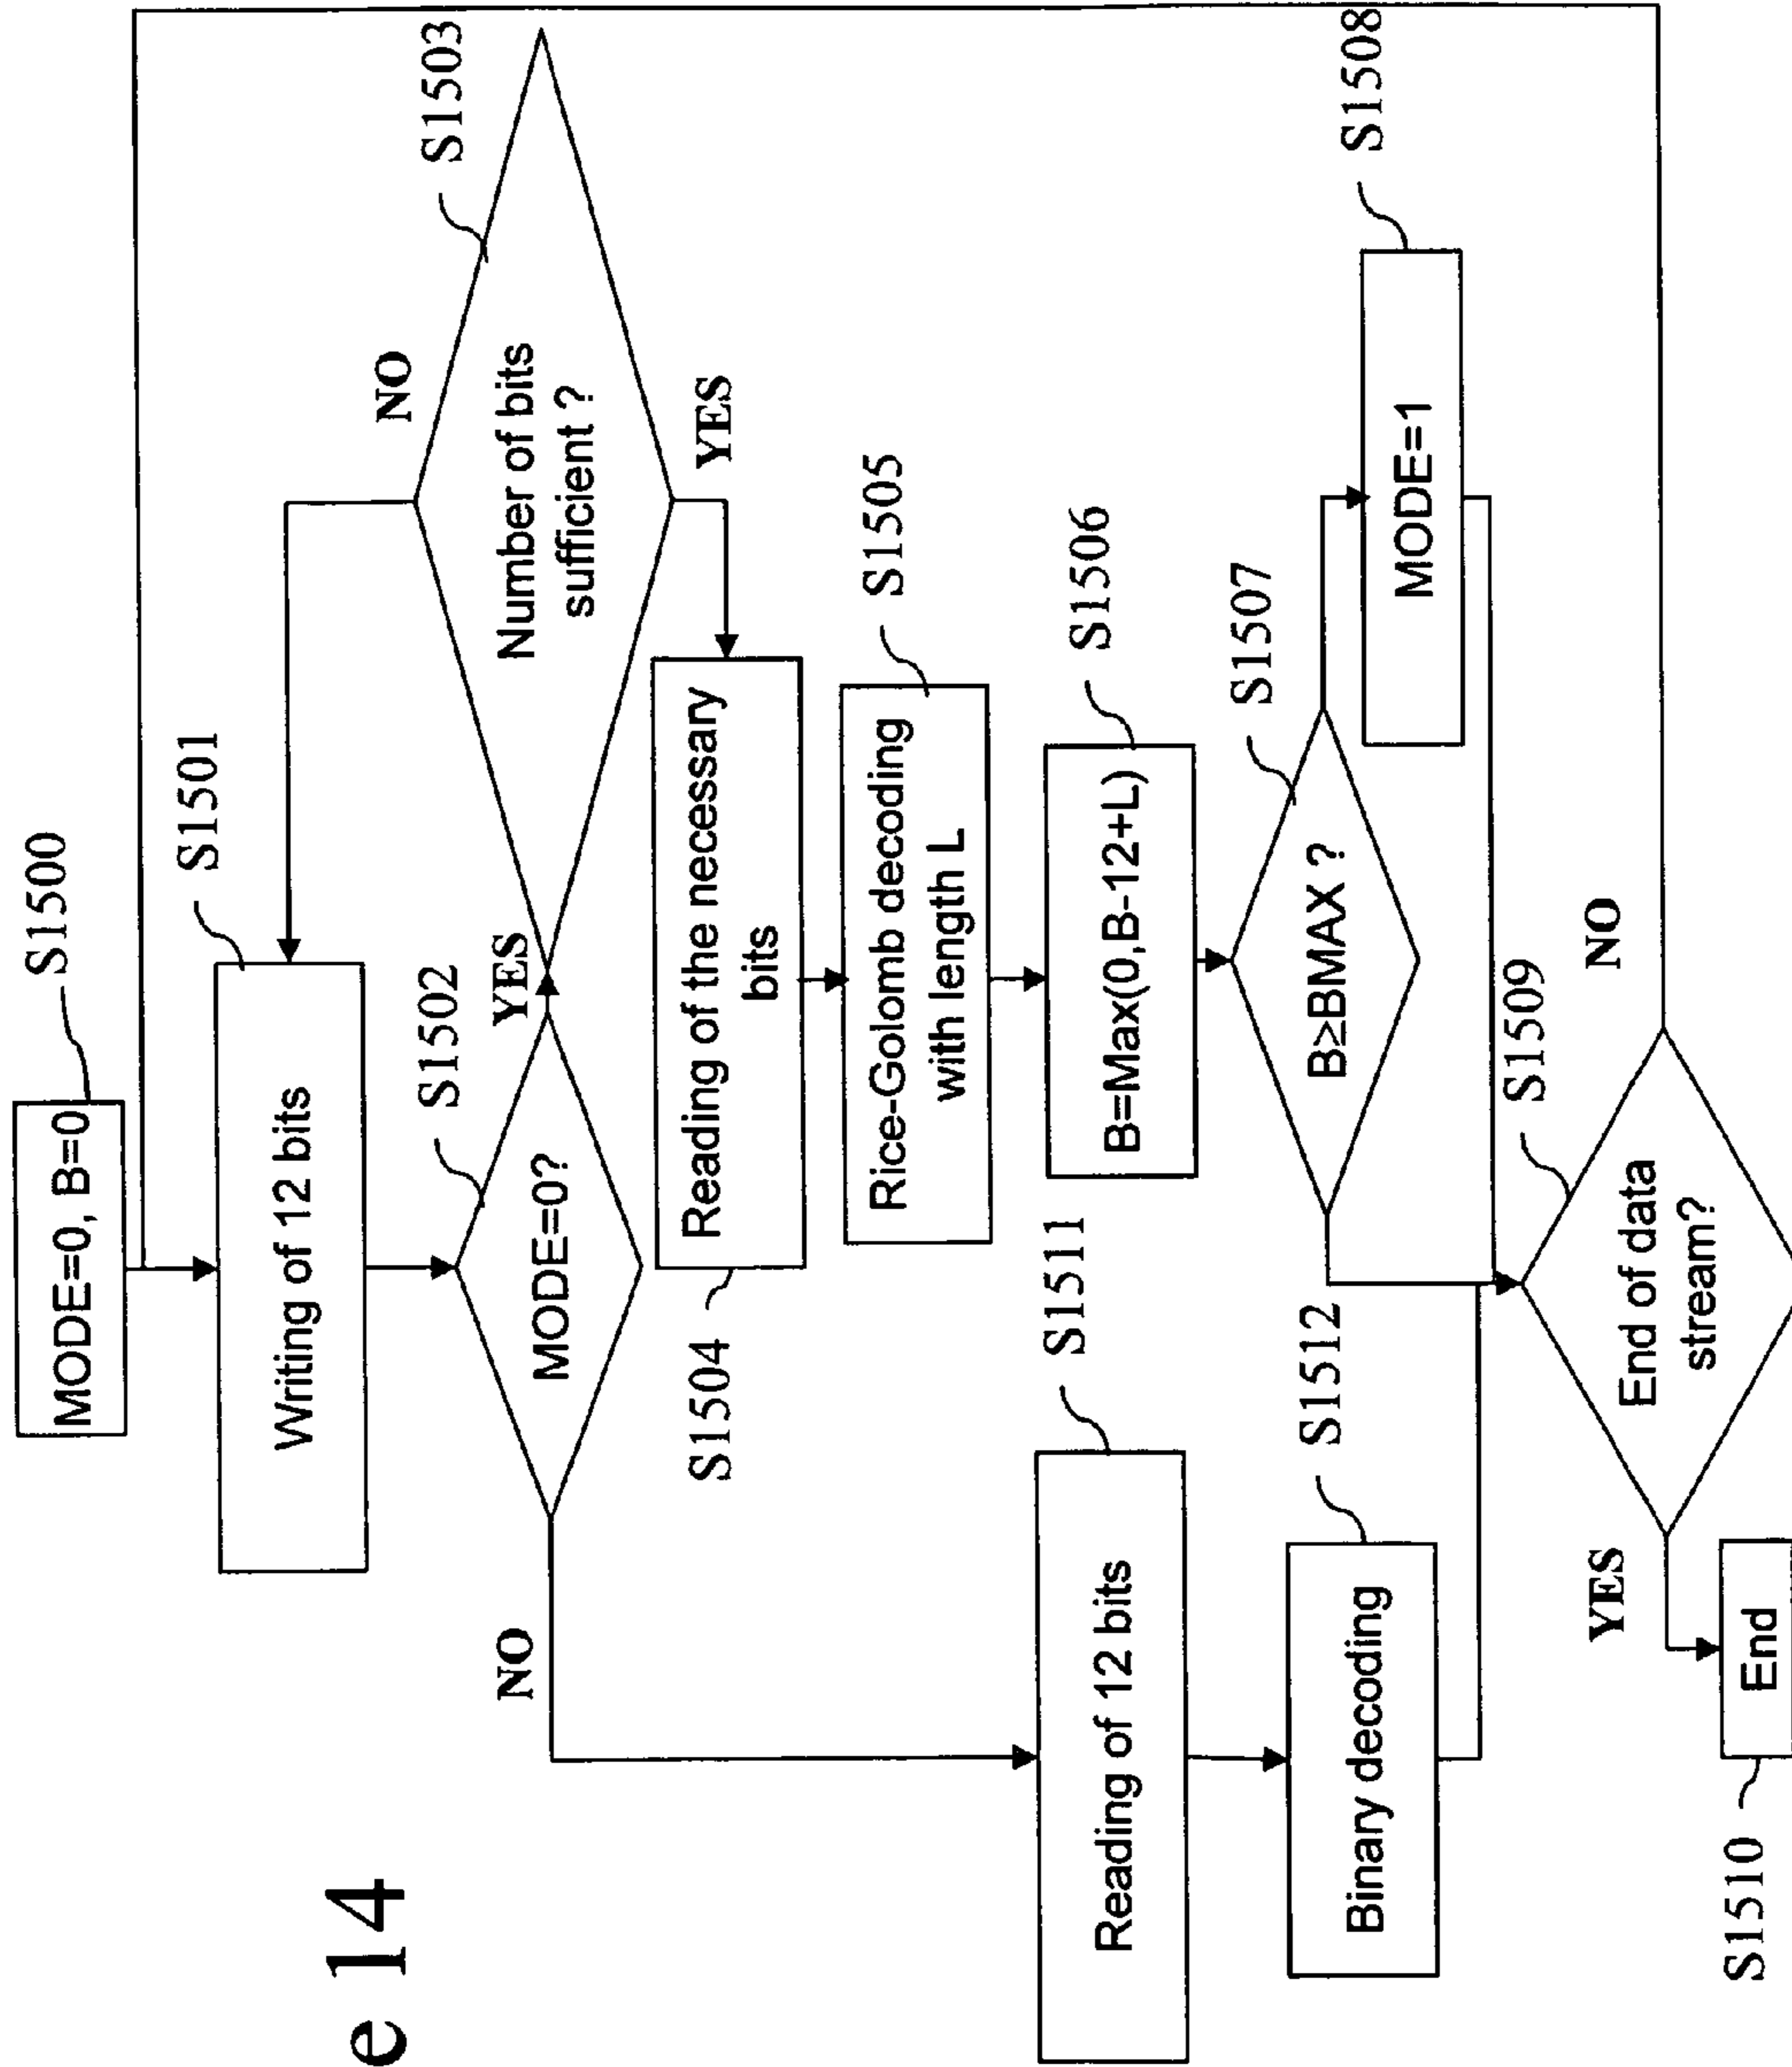 e 14
MODE=0, B=0
S1500
Writing of 12 bits
S1501
MODE=0?
S1502
YES
NO
Number of bits
sufficient ?
S1503
NO
YES
Reading of the necessary
bits
S1504
Rice-Golomb decoding
with length L
S1505
B=Max(0,B-12+L)
S1506
B≥BMAX ?
S1507
MODE=1
S1508
Reading of 12 bits
S1511
Binary decoding
S1512
End of data
stream?
S1509
NO
YES
End
S1510